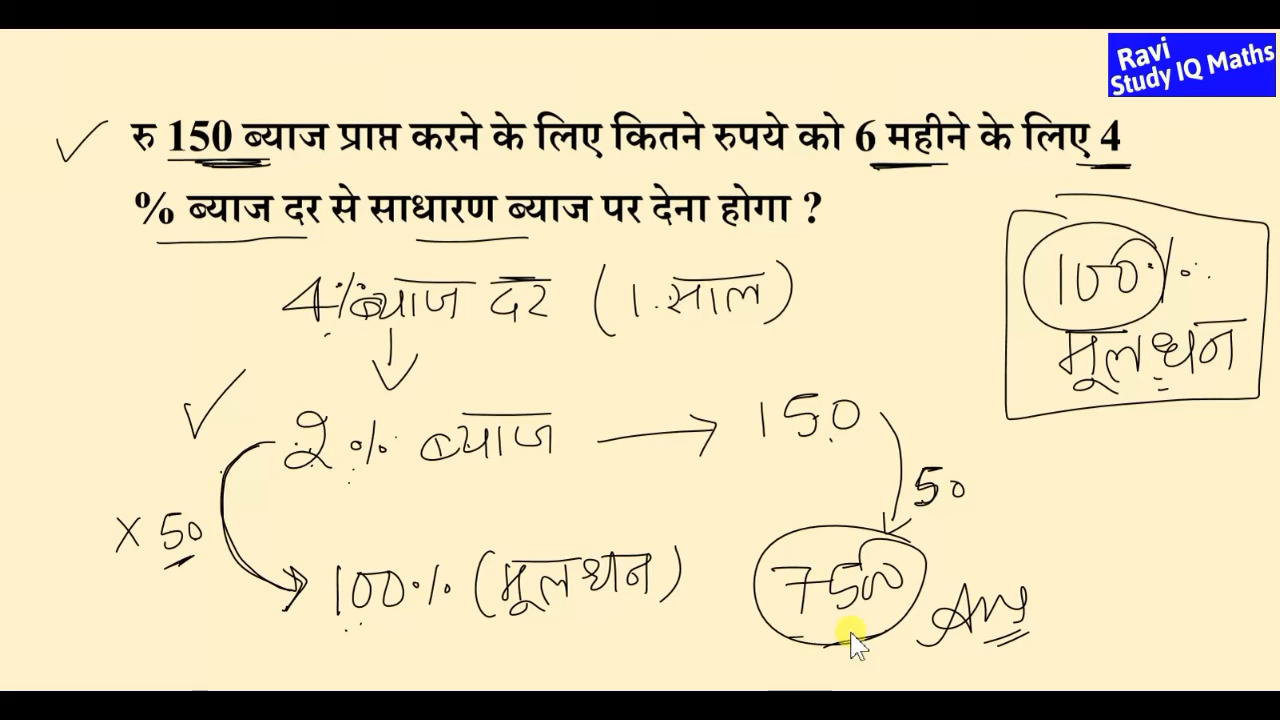 Ravi
Study IQ Maths
रु 150 ब्याज प्राप्त करने के लिए कितने रुपये को 6 महीने के लिए 4
% ब्याज दर से साधारण ब्याज पर देना होगा ?
4% ब्याज दर (1 साल)
100%
मूलधन
2% ब्याज → 150
× 50
50
100% (मूलधन) 7500 Ans